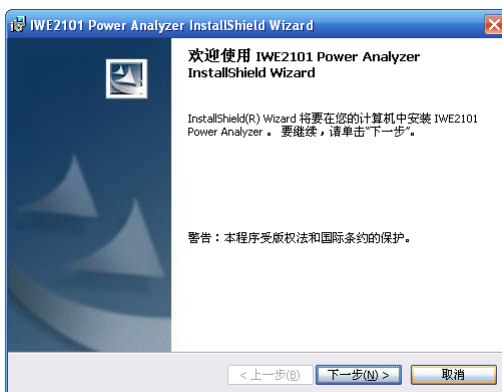 IWE2101 Power Analyzer InstallShield Wizard
欢迎使用 IWE2101 Power Analyzer
InstallShield Wizard
InstallShield(R) Wizard 将要在您的计算机中安装 IWE2101
Power Analyzer 。 要继续，请单击“下一步”。
警告：本程序受版权法和国际条约的保护。
< 上一步(B)
下一步(N) >
取消